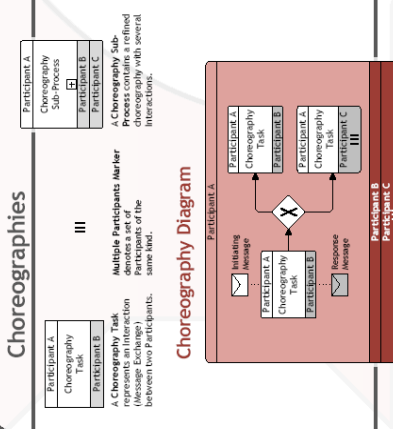 Choreographies
Participant A
Choreography
Task
Participant B
A Choreography Task
represents an Interaction
(Message Exchange)
between two Participants.
Multiple Participants Marker
denotes a set of
Participants of the
same kind.
Participant A
Choreography
Sub-Process
Participant B
Participant C
A Choreography Sub-
Process contains a refined
choreography with several
Interactions.
Choreography Diagram
Participant A
Initiating
Message
Participant A
Choreography
Task
Participant B
Response
Message
Participant A
Choreography
Task
Participant B
Participant A
Choreography
Task
Participant C
Participant B
Participant C